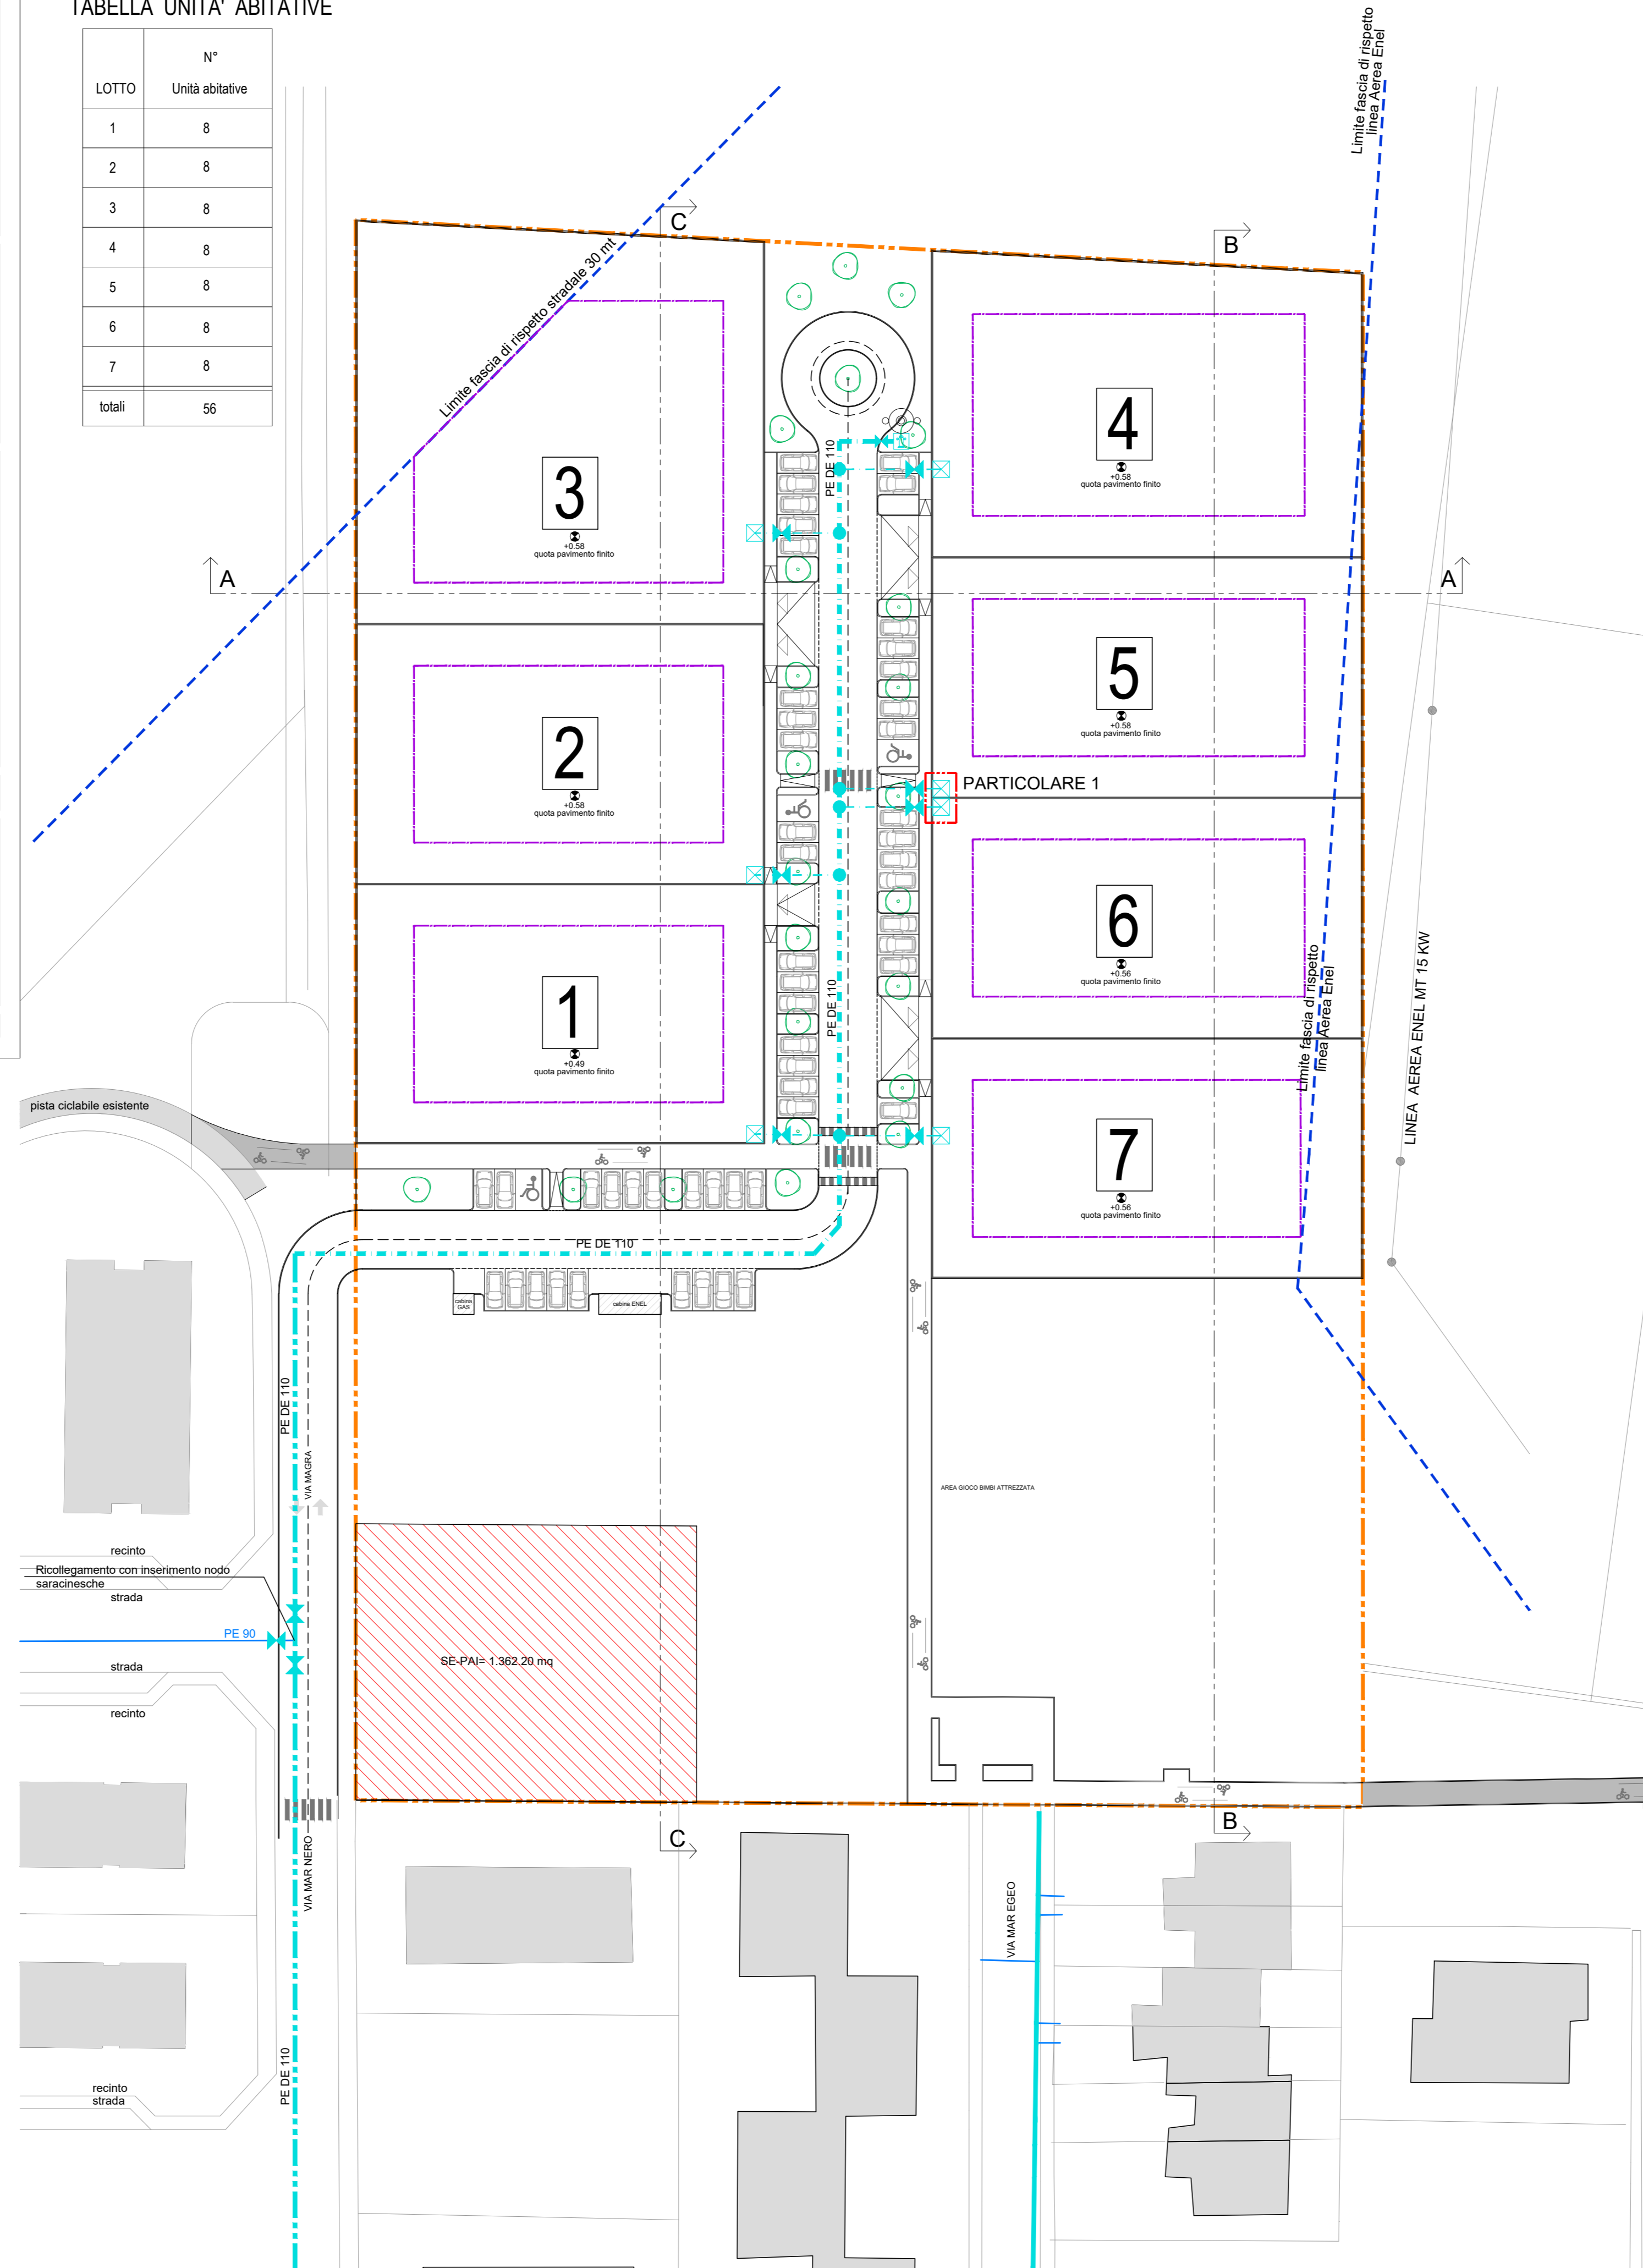 TABELLA UNITA' ABITATIVE
LOTTO
N°
Unità abitative
1 8
2 8
3 8
4 8
5 8
6 8
7 8
totali 56
Limite fascia di rispetto
linea Aerea Enel
C
B
Limite fascia di rispetto stradale 30 mt
3
+0.58
quota pavimento finito
4
+0.58
quota pavimento finito
PE DE 110
A
A
2
+0.58
quota pavimento finito
5
+0.58
quota pavimento finito
PARTICOLARE 1
1
+0.49
quota pavimento finito
6
+0.56
quota pavimento finito
PE DE 110
Limite fascia di rispetto
linea Aerea Enel
LINEA AEREA ENEL MT 15 KW
7
+0.56
quota pavimento finito
pista ciclabile esistente
PE DE 110
cabina
GAS
cabina ENEL
PE DE 110
VIA MAGRA
AREA GIOCO BIMBI ATTREZZATA
recinto
Ricollegamento con inserimento nodo
saracinesche
strada
PE 90
strada
recinto
SE-PAI= 1.362.20 mq
VIA MAR NERO
C
B
VIA MAR EGEO
PE DE 110
recinto
strada